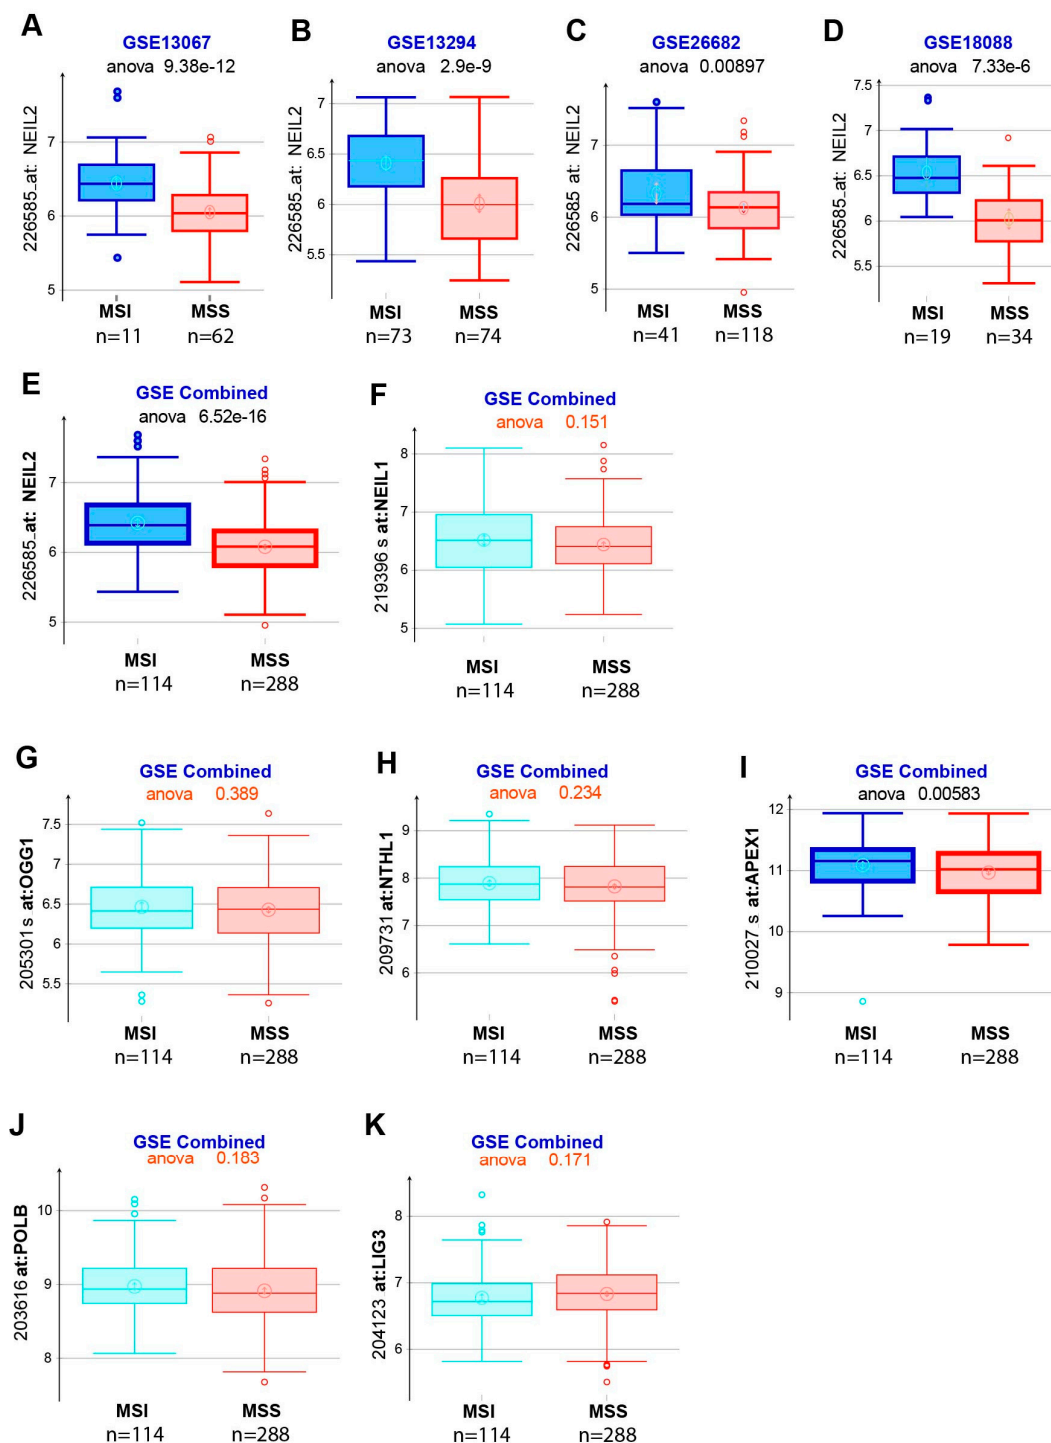 A
GSE13067
anova 9.38e-12
226585_at: NEIL2
7
6
5
MSI
MSS
n=11
n=62
B
GSE13294
anova 2.9e-9
226585_at: NEIL2
7
6.5
6
5.5
MSI
MSS
n=73
n=74
C
GSE26682
anova 0.00897
226585_at: NEIL2
7
6
5
MSI
MSS
n=41
n=118
D
GSE18088
anova 7.33e-6
226585_at: NEIL2
7.5
7
6.5
6
5.5
MSI
MSS
n=19
n=34
E
GSE Combined
anova 6.52e-16
226585_at: NEIL2
7
6
5
MSI
MSS
n=114
n=288
F
GSE Combined
anova 0.151
219396 s at:NEIL1
8
7
6
5
MSI
MSS
n=114
n=288
G
GSE Combined
anova 0.389
205301 s at:OGG1
7.5
7
6.5
6
5.5
MSI
MSS
n=114
n=288
H
GSE Combined
anova 0.234
209731 at:NTHL1
9
8
7
6
MSI
MSS
n=114
n=288
I
GSE Combined
anova 0.00583
210027 s at:APEX1
12
11
10
9
MSI
MSS
n=114
n=288
J
GSE Combined
anova 0.183
203616 at:POLB
10
9
8
MSI
MSS
n=114
n=288
K
GSE Combined
anova 0.171
204123 at:LIG3
8
7
6
MSI
MSS
n=114
n=288